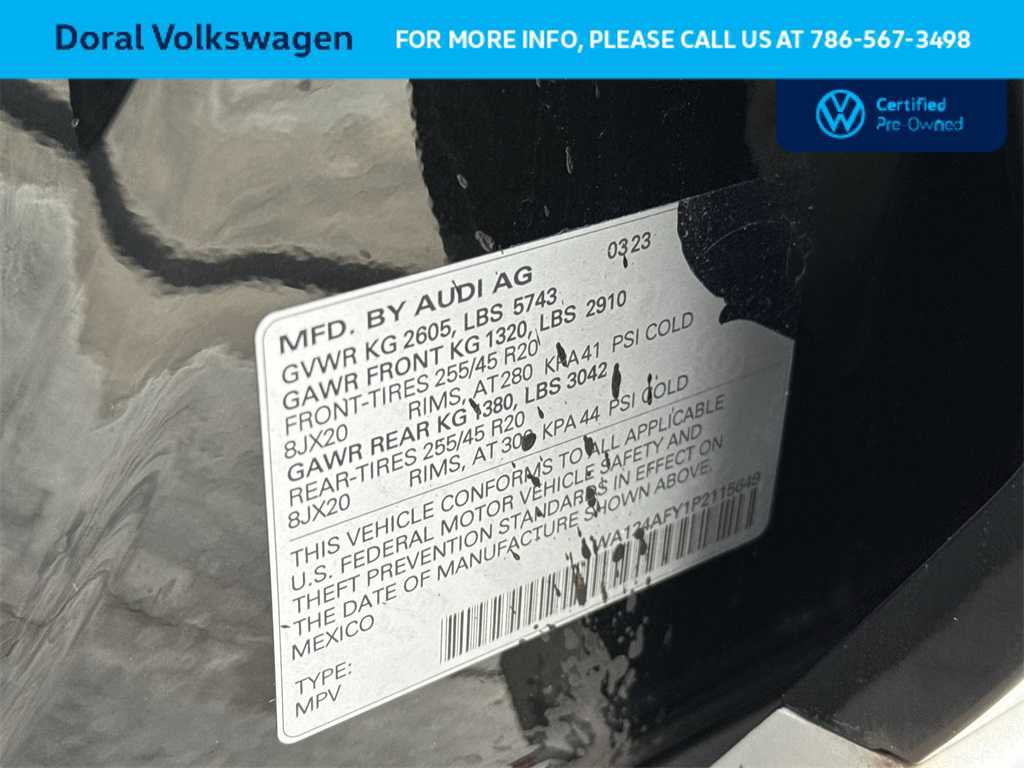 Doral Volkswagen
FOR MORE INFO, PLEASE CALL US AT 786-567-3498
Certified
Pre-Owned
03 23
MFD. BY AUDI AG
GVWR KG 2605, LBS 5743
GAWR FRONT KG 1320, LBS 2910
FRONT-TIRES 255/45 R20
8JX20 RIMS, AT 280 KPA 41 PSI COLD
GAWR REAR KG 1380, LBS 3042
REAR-TIRES 255/45 R20
8JX20 RIMS, AT 300 KPA 44 PSI COLD
THIS VEHICLE CONFORMS TO ALL APPLICABLE
U.S. FEDERAL MOTOR VEHICLE SAFETY AND
THEFT PREVENTION STANDARDS IN EFFECT ON
THE DATE OF MANUFACTURE SHOWN ABOVE.
MEXICO
TYPE:
MPV